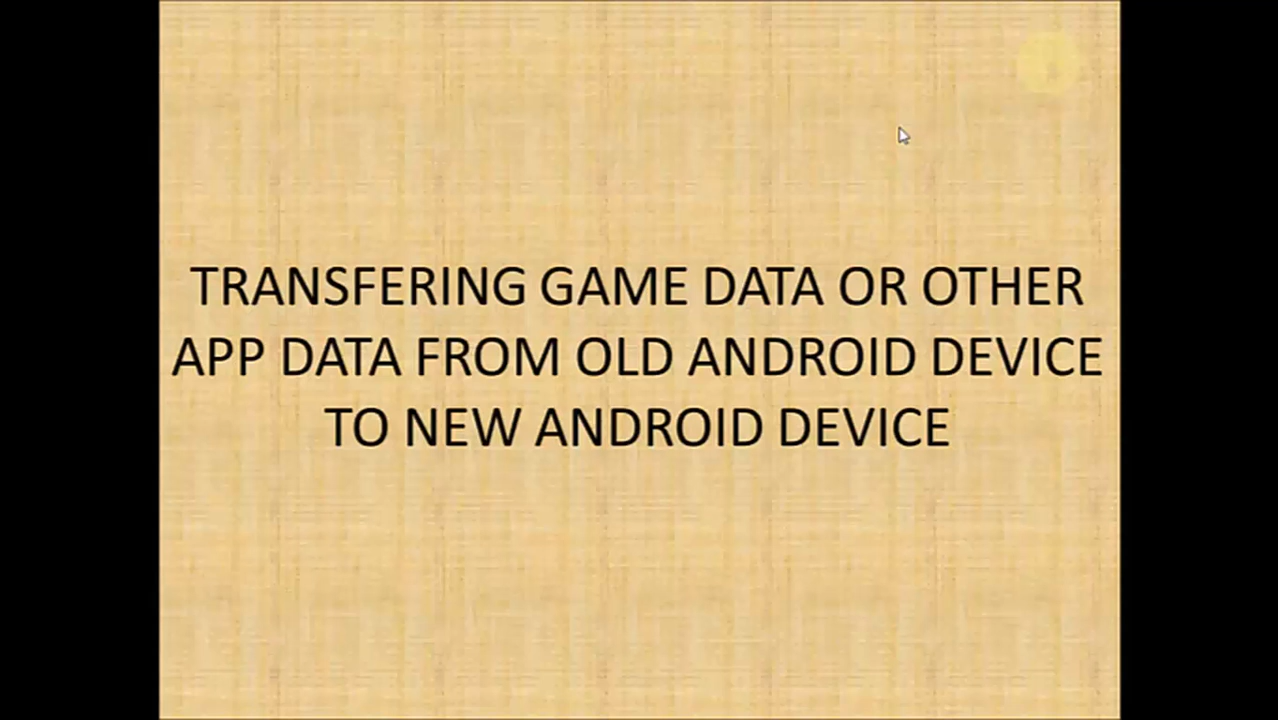 TRANSFERING GAME DATA OR OTHER
APP DATA FROM OLD ANDROID DEVICE
TO NEW ANDROID DEVICE